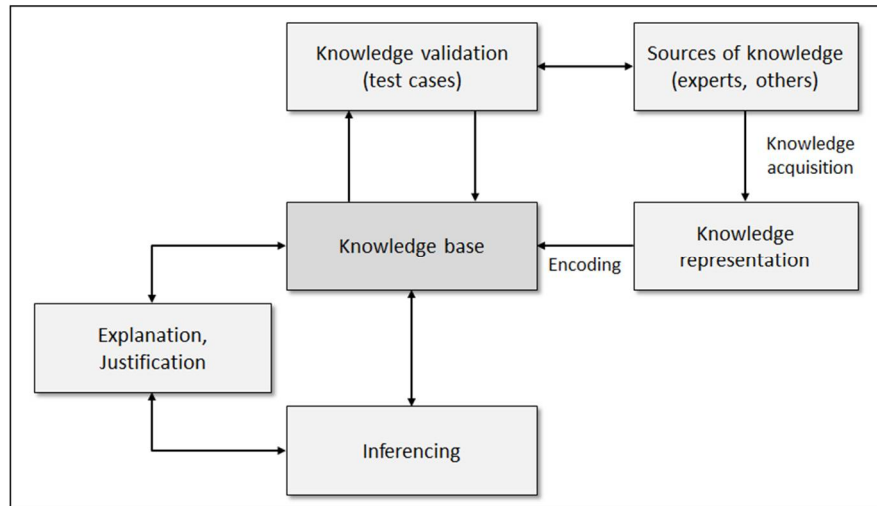 Knowledge validation
(test cases)
Sources of knowledge
(experts, others)
Knowledge
acquisition
Knowledge base
Encoding
Knowledge
representation
Explanation,
Justification
Inferencing